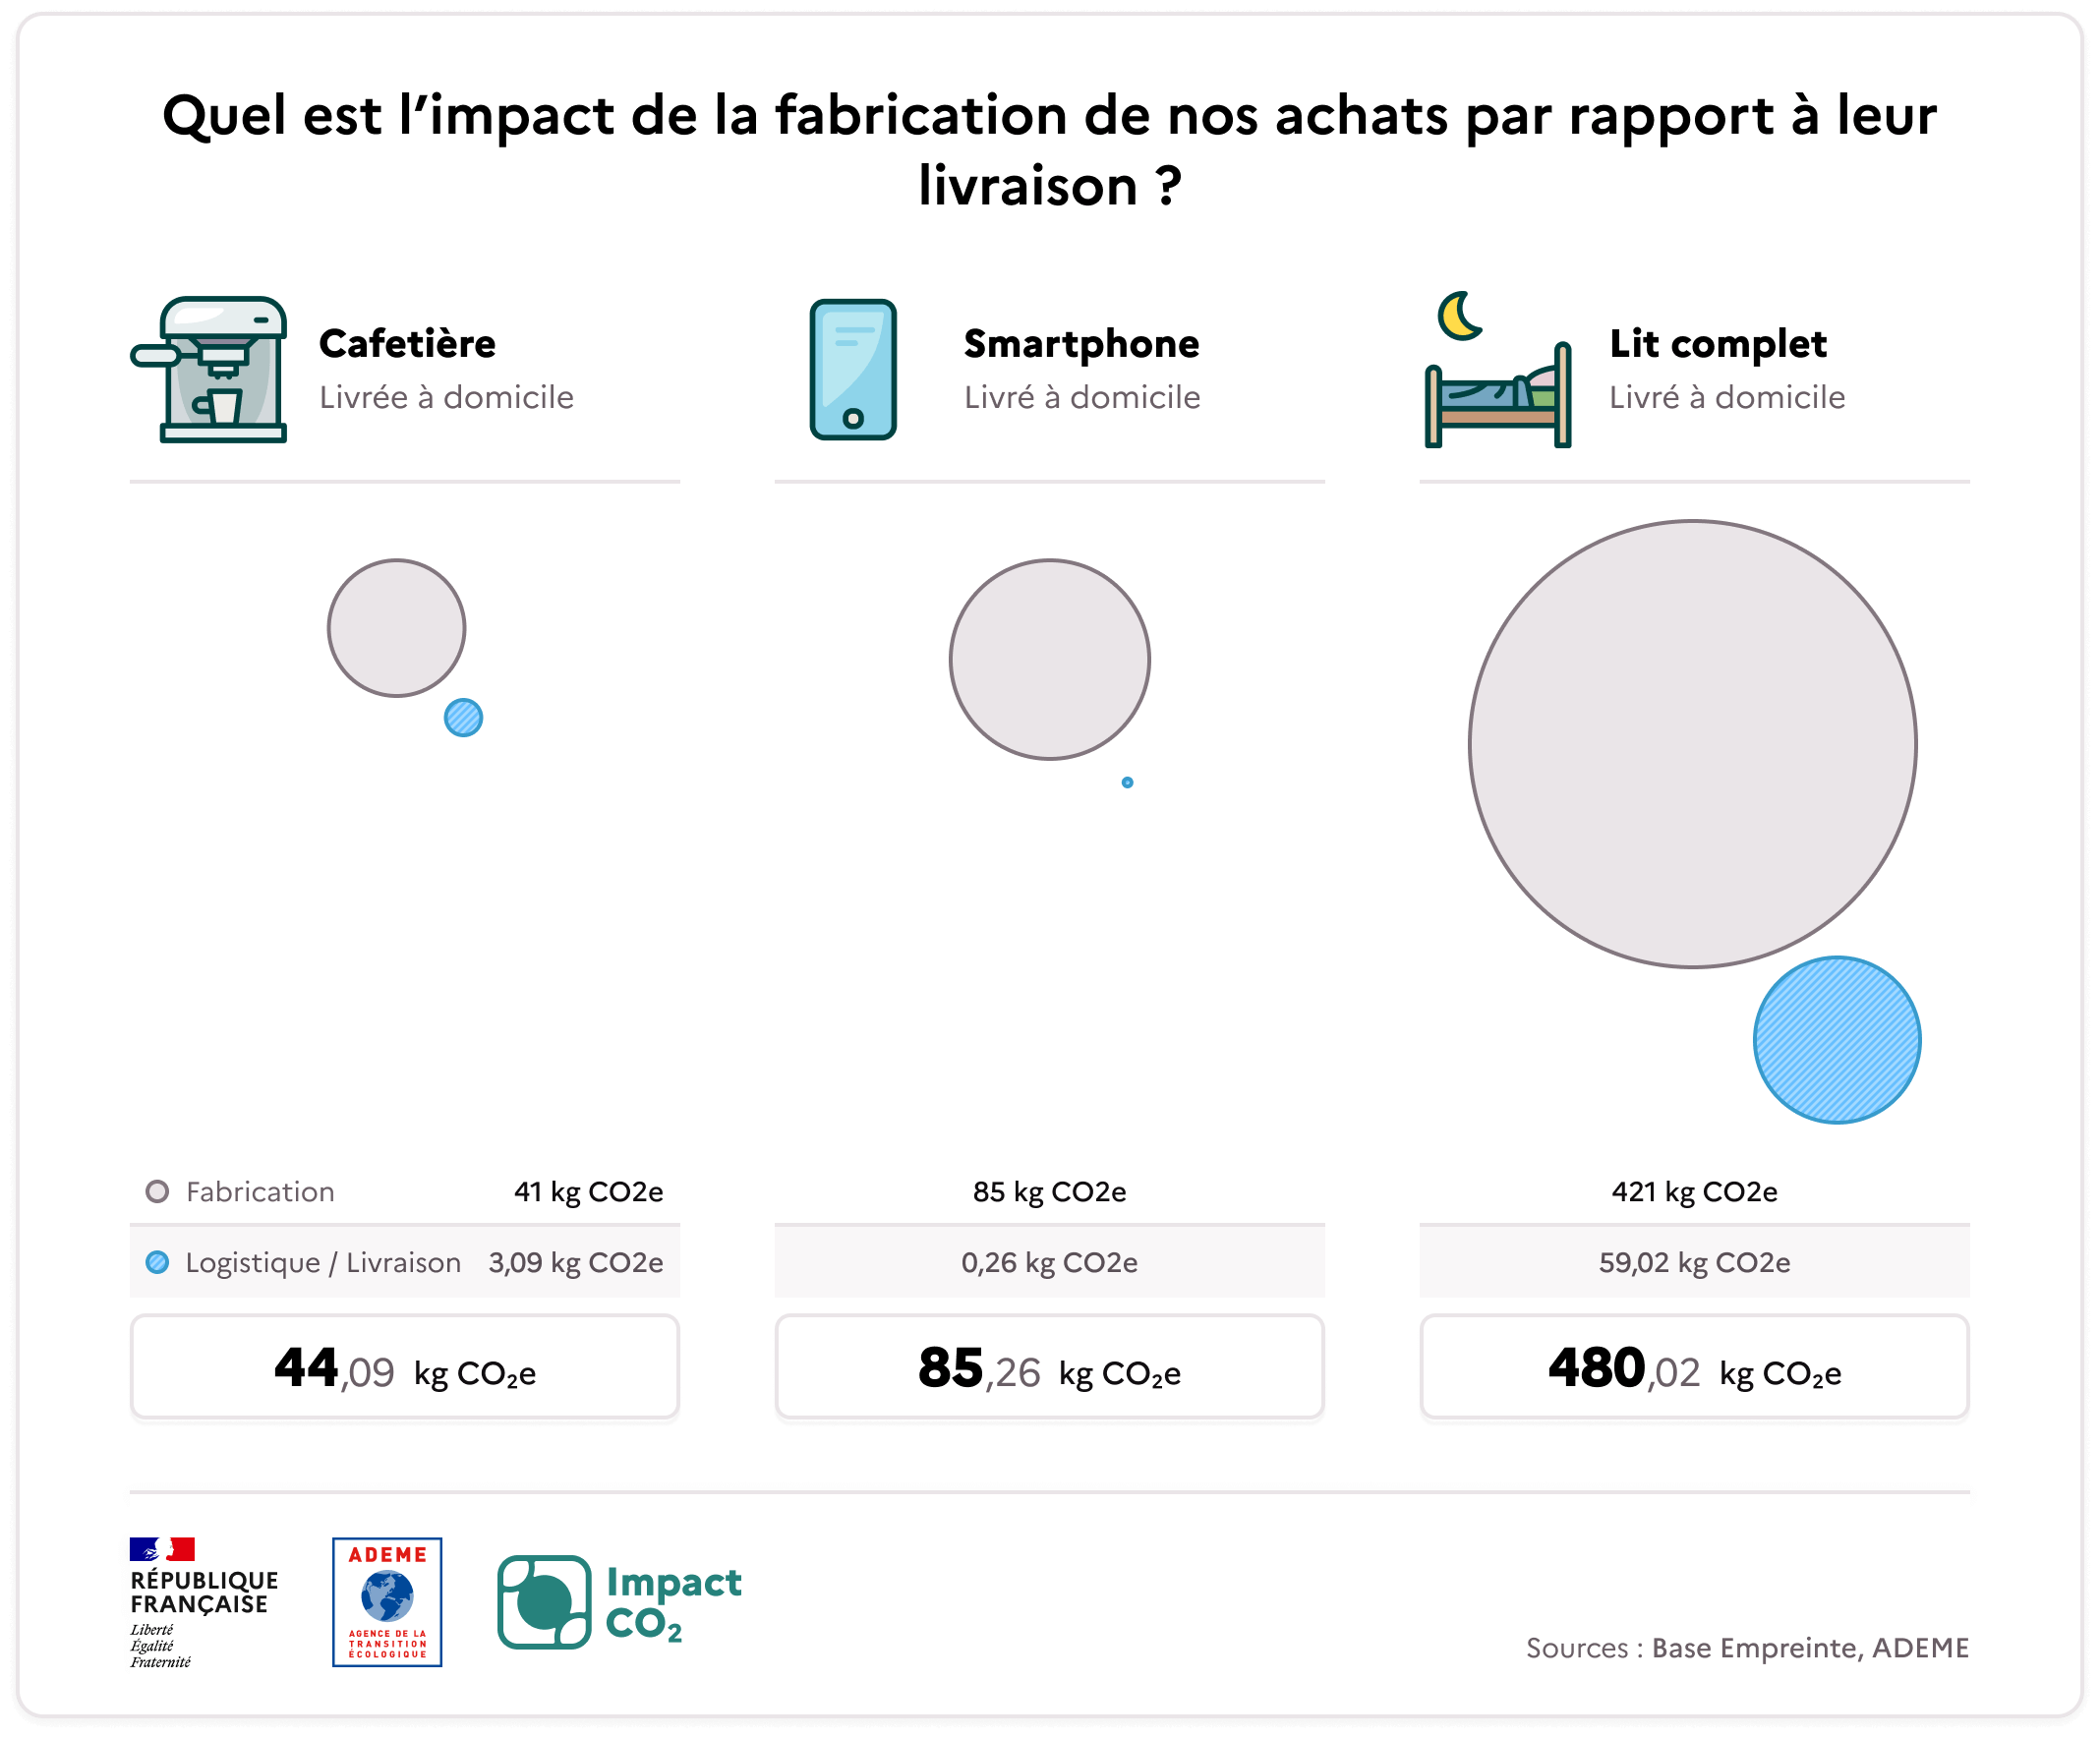 Quel est l’impact de la fabrication de nos achats par rapport à leur
livraison ?
Cafetière
Livrée à domicile
Smartphone
Livré à domicile
Lit complet
Livré à domicile
Fabrication 41 kg CO2e
85 kg CO2e
421 kg CO2e
Logistique / Livraison 3,09 kg CO2e
0,26 kg CO2e
59,02 kg CO2e
44,09 kg CO₂e
85,26 kg CO₂e
480,02 kg CO₂e
RÉPUBLIQUE
FRANÇAISE
Liberté
Égalité
Fraternité
ADEME
AGENCE DE LA
TRANSITION
ÉCOLOGIQUE
Impact
CO₂
Sources : Base Empreinte, ADEME